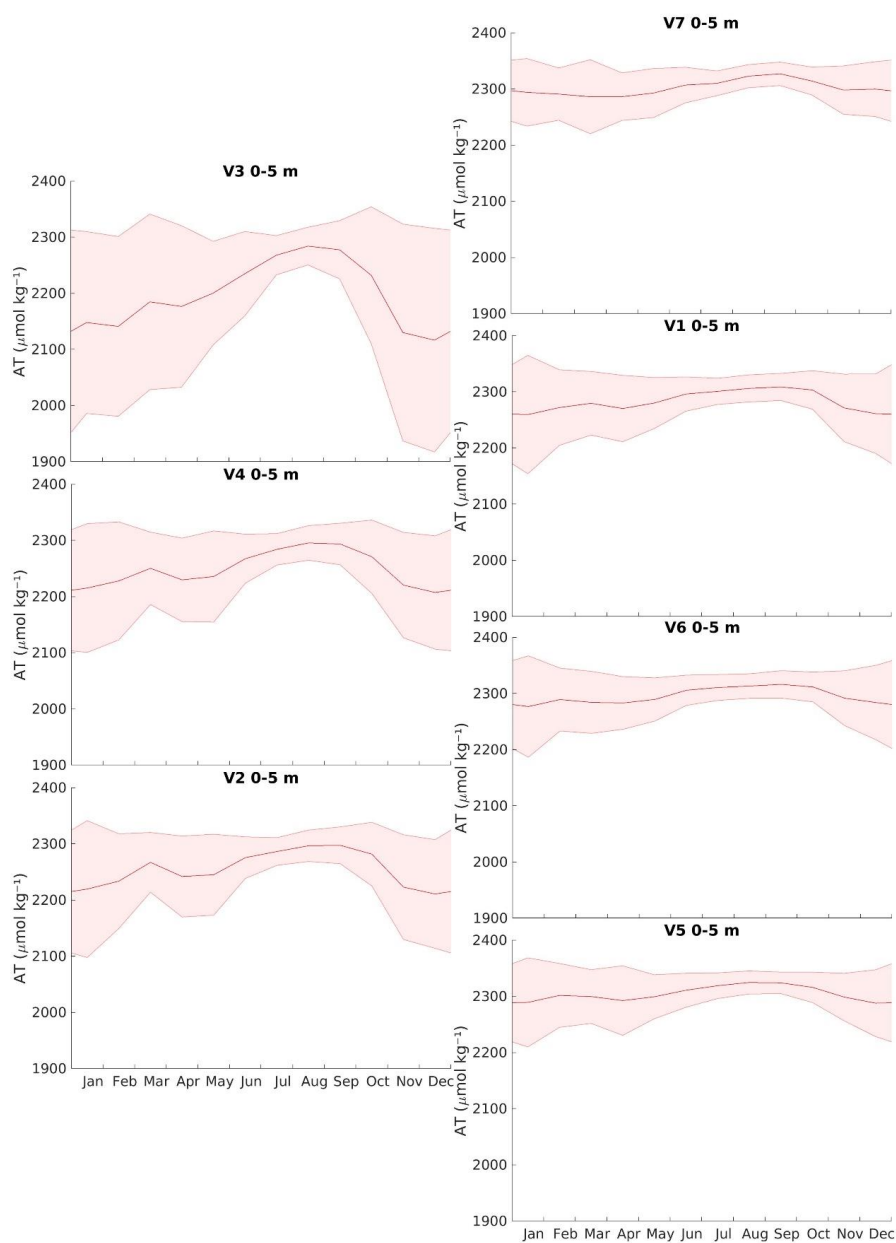 V3 0-5 m
2400
2300
2200
2100
2000
1900
AT (μmol kg⁻¹)
V4 0-5 m
2400
2300
2200
2100
2000
1900
AT (μmol kg⁻¹)
V2 0-5 m
2400
2300
2200
2100
2000
1900
AT (μmol kg⁻¹)
Jan Feb Mar Apr May Jun Jul Aug Sep Oct Nov Dec
V7 0-5 m
2400
2300
2200
2100
2000
1900
AT (μmol kg⁻¹)
V1 0-5 m
2400
2300
2200
2100
2000
1900
AT (μmol kg⁻¹)
V6 0-5 m
2400
2300
2200
2100
2000
1900
AT (μmol kg⁻¹)
V5 0-5 m
2400
2300
2200
2100
2000
1900
AT (μmol kg⁻¹)
Jan Feb Mar Apr May Jun Jul Aug Sep Oct Nov Dec